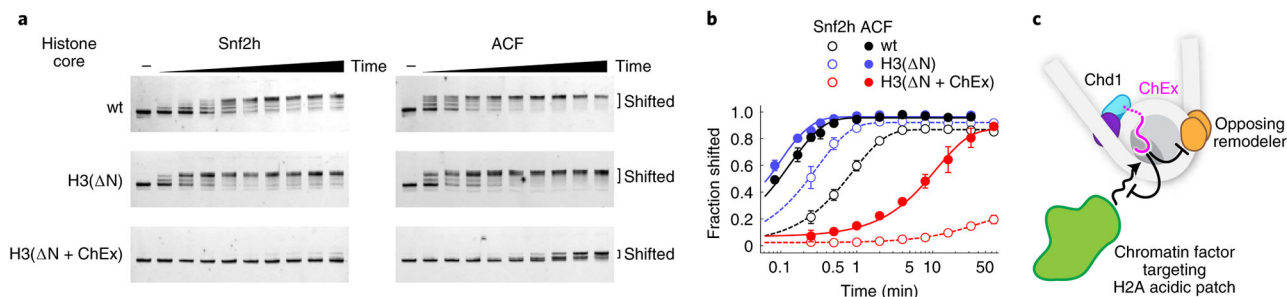 a
Histone
core
Snf2h
ACF
– Time
– Time
wt
Shifted
H3(ΔN)
Shifted
H3(ΔN + ChEx)
Shifted
b
Snf2h ACF
wt
H3(ΔN)
H3(ΔN + ChEx)
Fraction shifted
1.0
0.8
0.6
0.4
0.2
0
0.1 0.5 1 5 10 50
Time (min)
c
Chd1
ChEx
Opposing
remodeler
Chromatin factor
targeting
H2A acidic patch